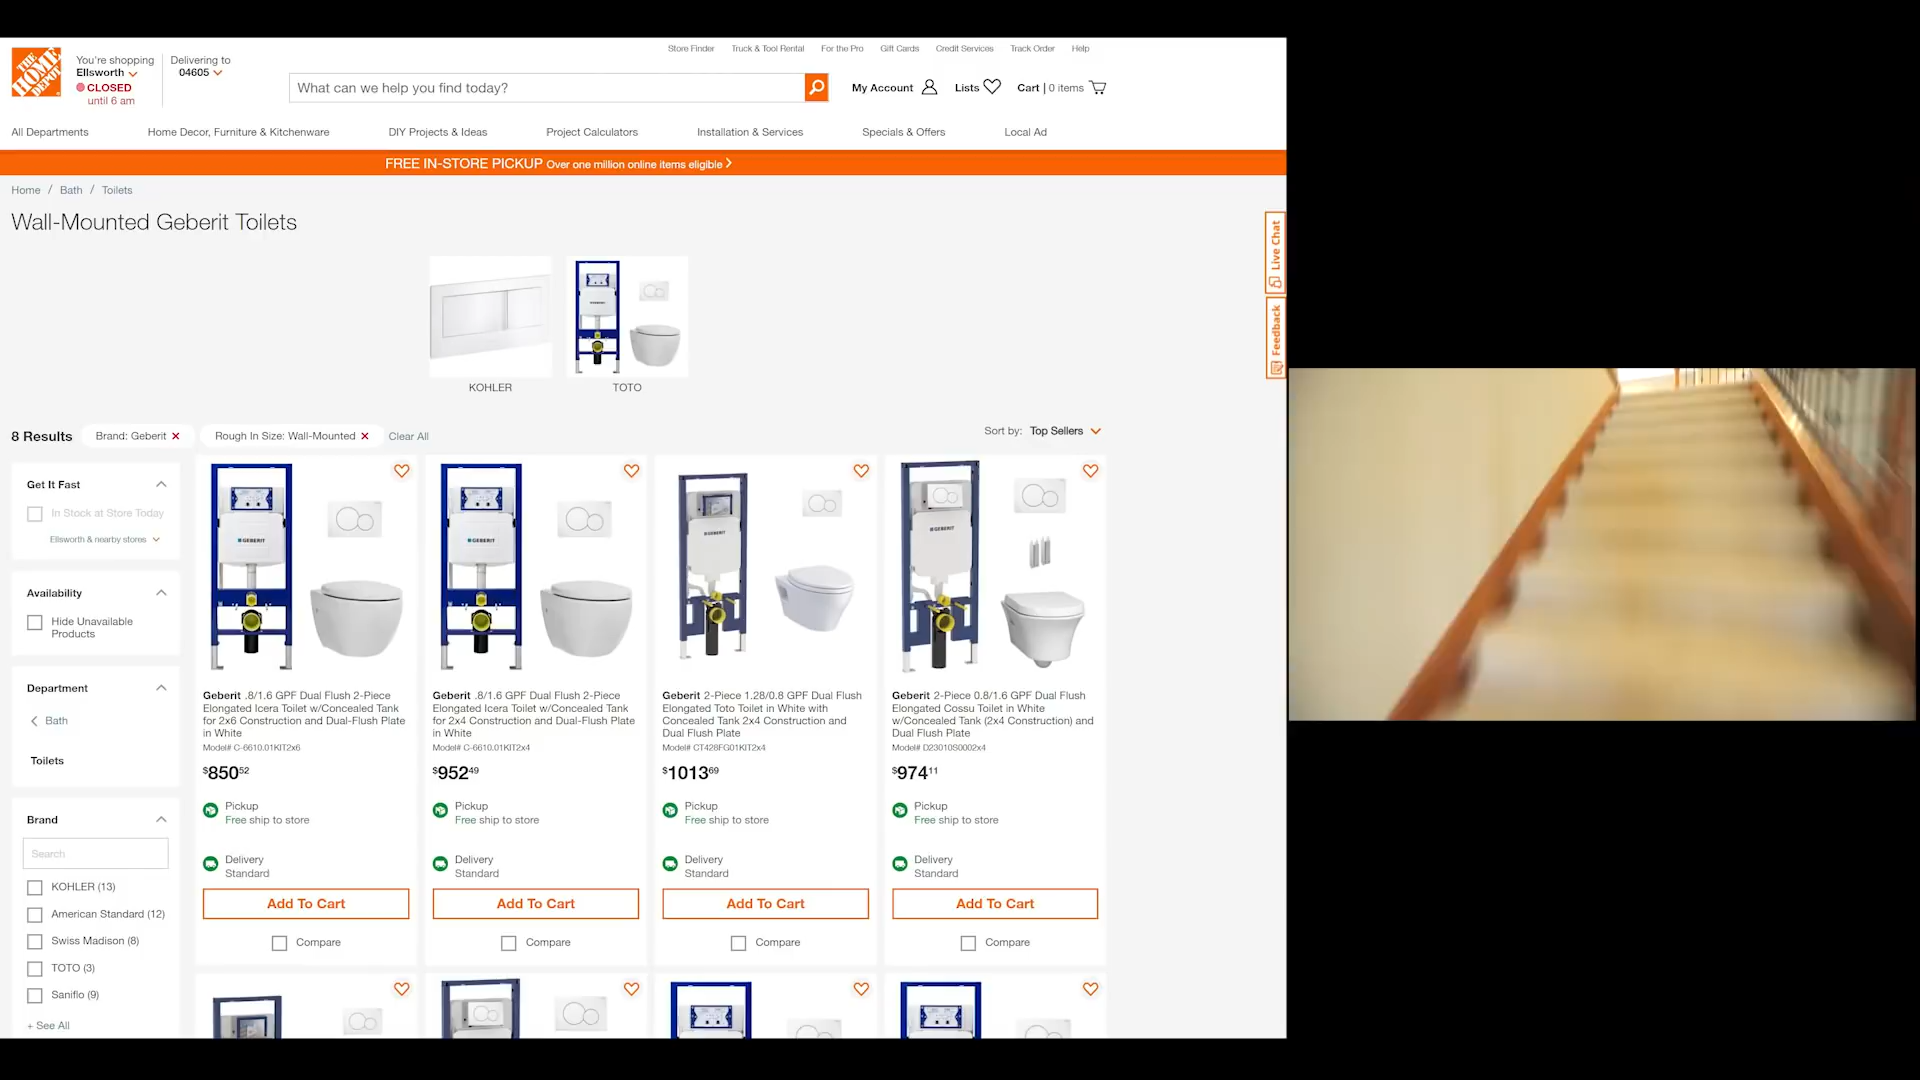 Store Finder Truck & Tool Rental For the Pro Gift Cards Credit Services Track Order Help
THE HOME DEPOT
You're shopping
Ellsworth
CLOSED
until 6 am
Delivering to
04605
What can we help you find today?
My Account
Lists
Cart | 0 items
All Departments Home Decor, Furniture & Kitchenware DIY Projects & Ideas Project Calculators Installation & Services Specials & Offers Local Ad
FREE IN-STORE PICKUP Over one million online items eligible
Home / Bath / Toilets
Wall-Mounted Geberit Toilets
Live Chat
Feedback
KOHLER
TOTO
8 Results
Brand: Geberit
Rough In Size: Wall-Mounted
Clear All
Sort by: Top Sellers
Get It Fast
In Stock at Store Today
Ellsworth & nearby stores
Availability
Hide Unavailable
Products
Department
Bath
Toilets
Brand
Search
KOHLER (13)
American Standard (12)
Swiss Madison (8)
TOTO (3)
Saniflo (9)
+ See All
GEBERIT
Geberit .8/1.6 GPF Dual Flush 2-Piece
Elongated Icera Toilet w/Concealed Tank
for 2x6 Construction and Dual-Flush Plate
in White
Model# C-6610.01KIT2x6
$850 52
Pickup
Free ship to store
Delivery
Standard
Add To Cart
Compare
GEBERIT
Geberit .8/1.6 GPF Dual Flush 2-Piece
Elongated Icera Toilet w/Concealed Tank
for 2x4 Construction and Dual-Flush Plate
in White
Model# C-6610.01KIT2x4
$952 49
Pickup
Free ship to store
Delivery
Standard
Add To Cart
Compare
GEBERIT
Geberit 2-Piece 1.28/0.8 GPF Dual Flush
Elongated Toto Toilet in White with
Concealed Tank 2x4 Construction and
Dual Flush Plate
Model# CT428FG01KIT2x4
$1013 69
Pickup
Free ship to store
Delivery
Standard
Add To Cart
Compare
GEBERIT
Geberit 2-Piece 0.8/1.6 GPF Dual Flush
Elongated Cossu Toilet in White
w/Concealed Tank (2x4 Construction) and
Dual Flush Plate
Model# D23010S0002x4
$974 11
Pickup
Free ship to store
Delivery
Standard
Add To Cart
Compare